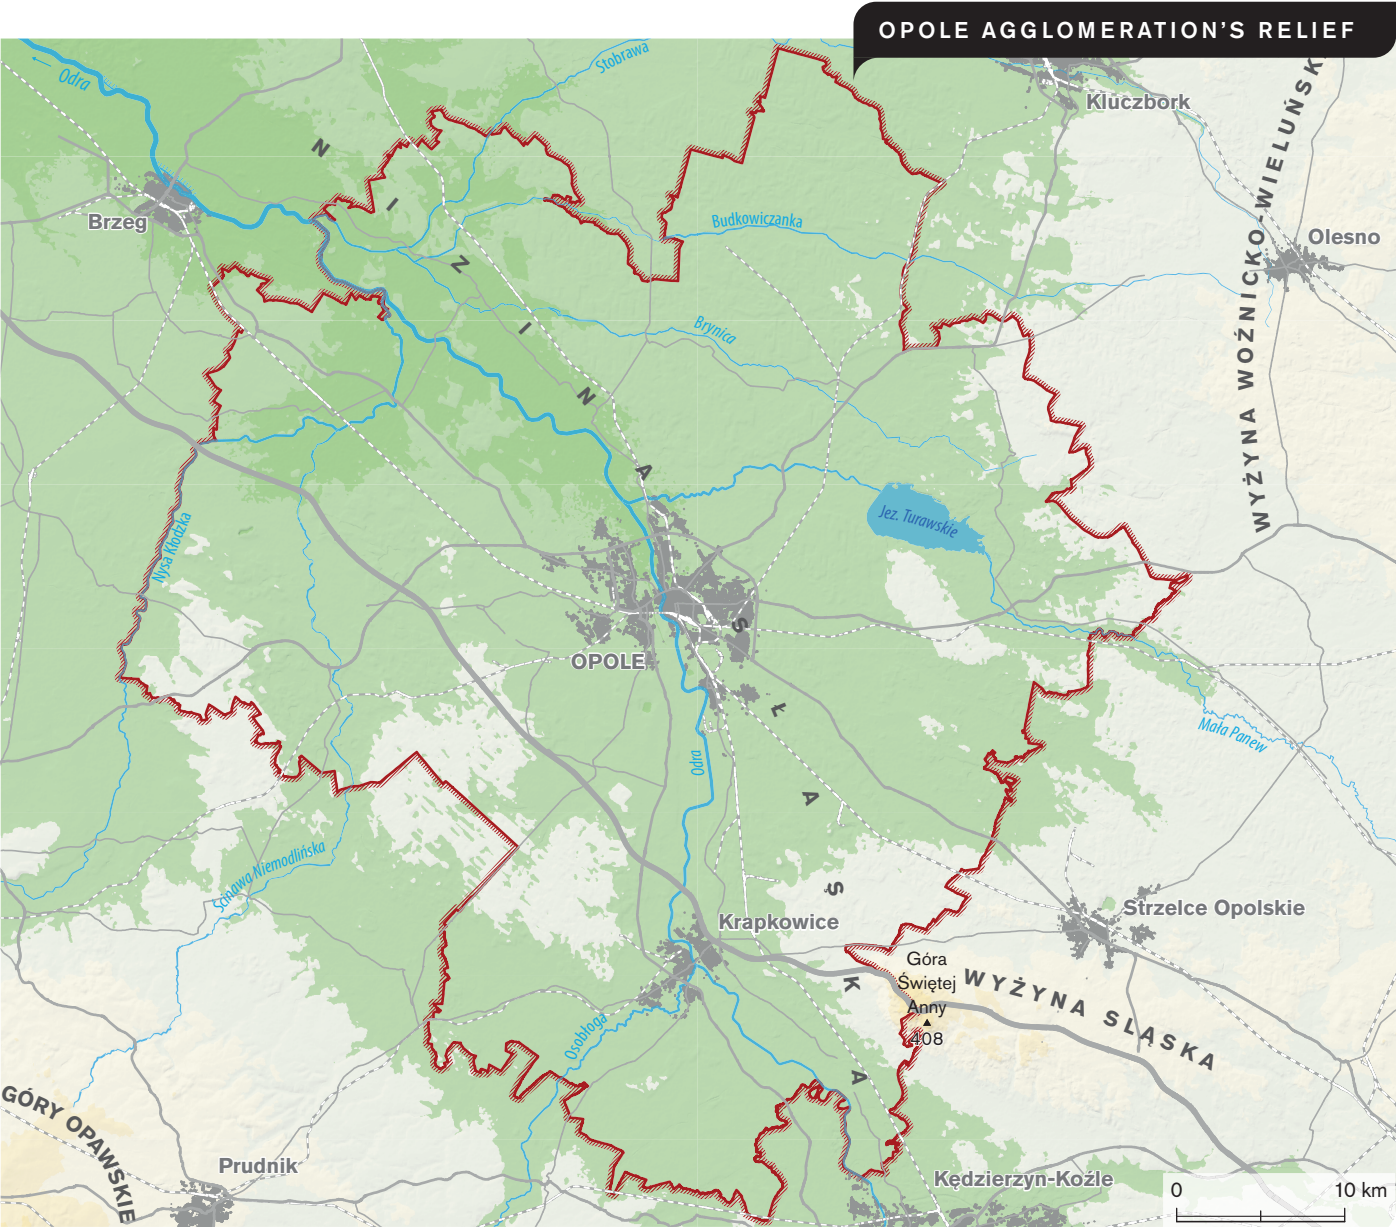 OPOLE AGGLOMERATION'S RELIEF
Stobrawa
Odra
Kluczbork
Brzeg
Budkowiczanka
Olesno
Brynica
NIZINA ŚLĄSKA
WYŻYNA WOŹNICKO-WIELUŃSK
Jez. Turawskie
Nysa Kłodzka
OPOLE
Odra
Mała Panew
Ścinawa Niemodlińska
Krapkowice
Strzelce Opolskie
Góra
Świętej
Anny
408
WYŻYNA SLĄSKA
Osobłoga
GÓRY OPAWSKIE
Prudnik
Kędzierzyn-Koźle
0 10 km